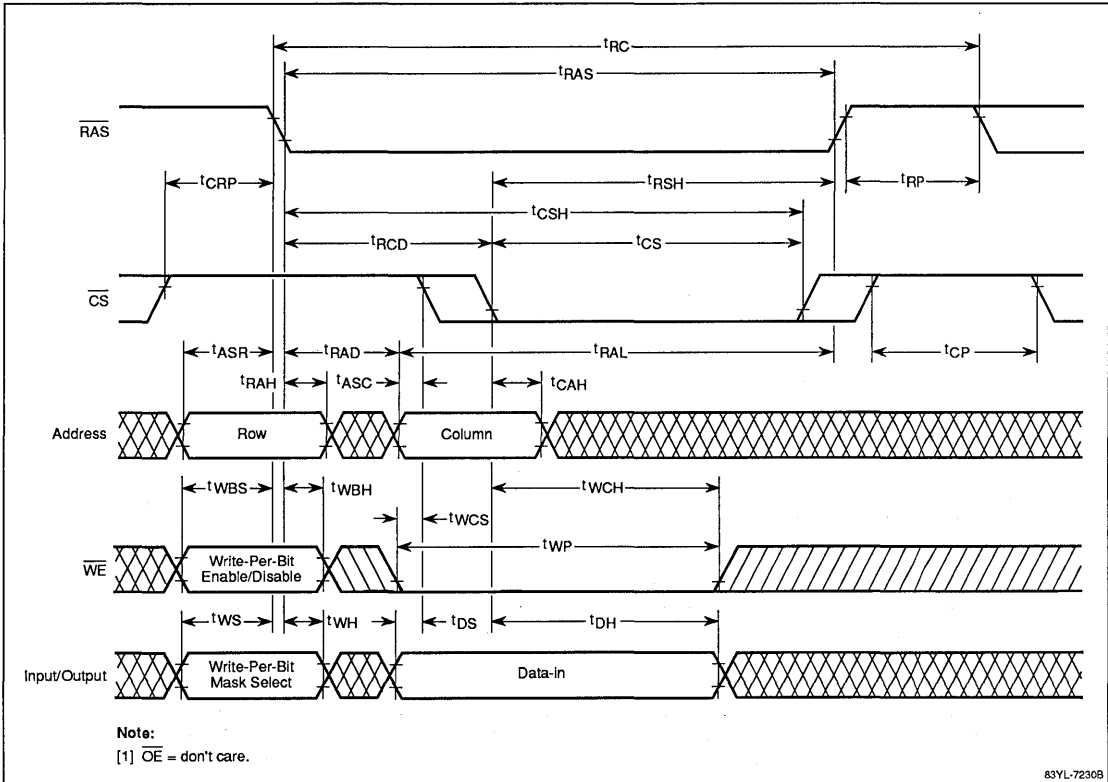 tRC
tRAS
RAS
tCRP
tRSH
tRP
tCSH
tRCD
tCS
CS
tASR
tRAD
tRAL
tCP
tRAH
tASC
tCAH
Address
Row
Column
tWBS
tWBH
tWCH
tWCS
tWP
WE
Write-Per-Bit
Enable/Disable
tWS
tWH
tDS
tDH
Input/Output
Write-Per-Bit
Mask Select
Data-in
Note:
[1] OE = don't care.
83YL-7230B